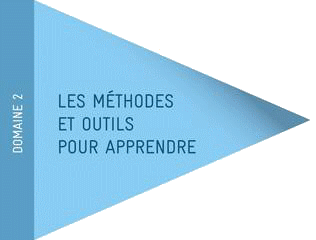 DOMAINE 2
LES MÉTHODES
ET OUTILS
POUR APPRENDRE